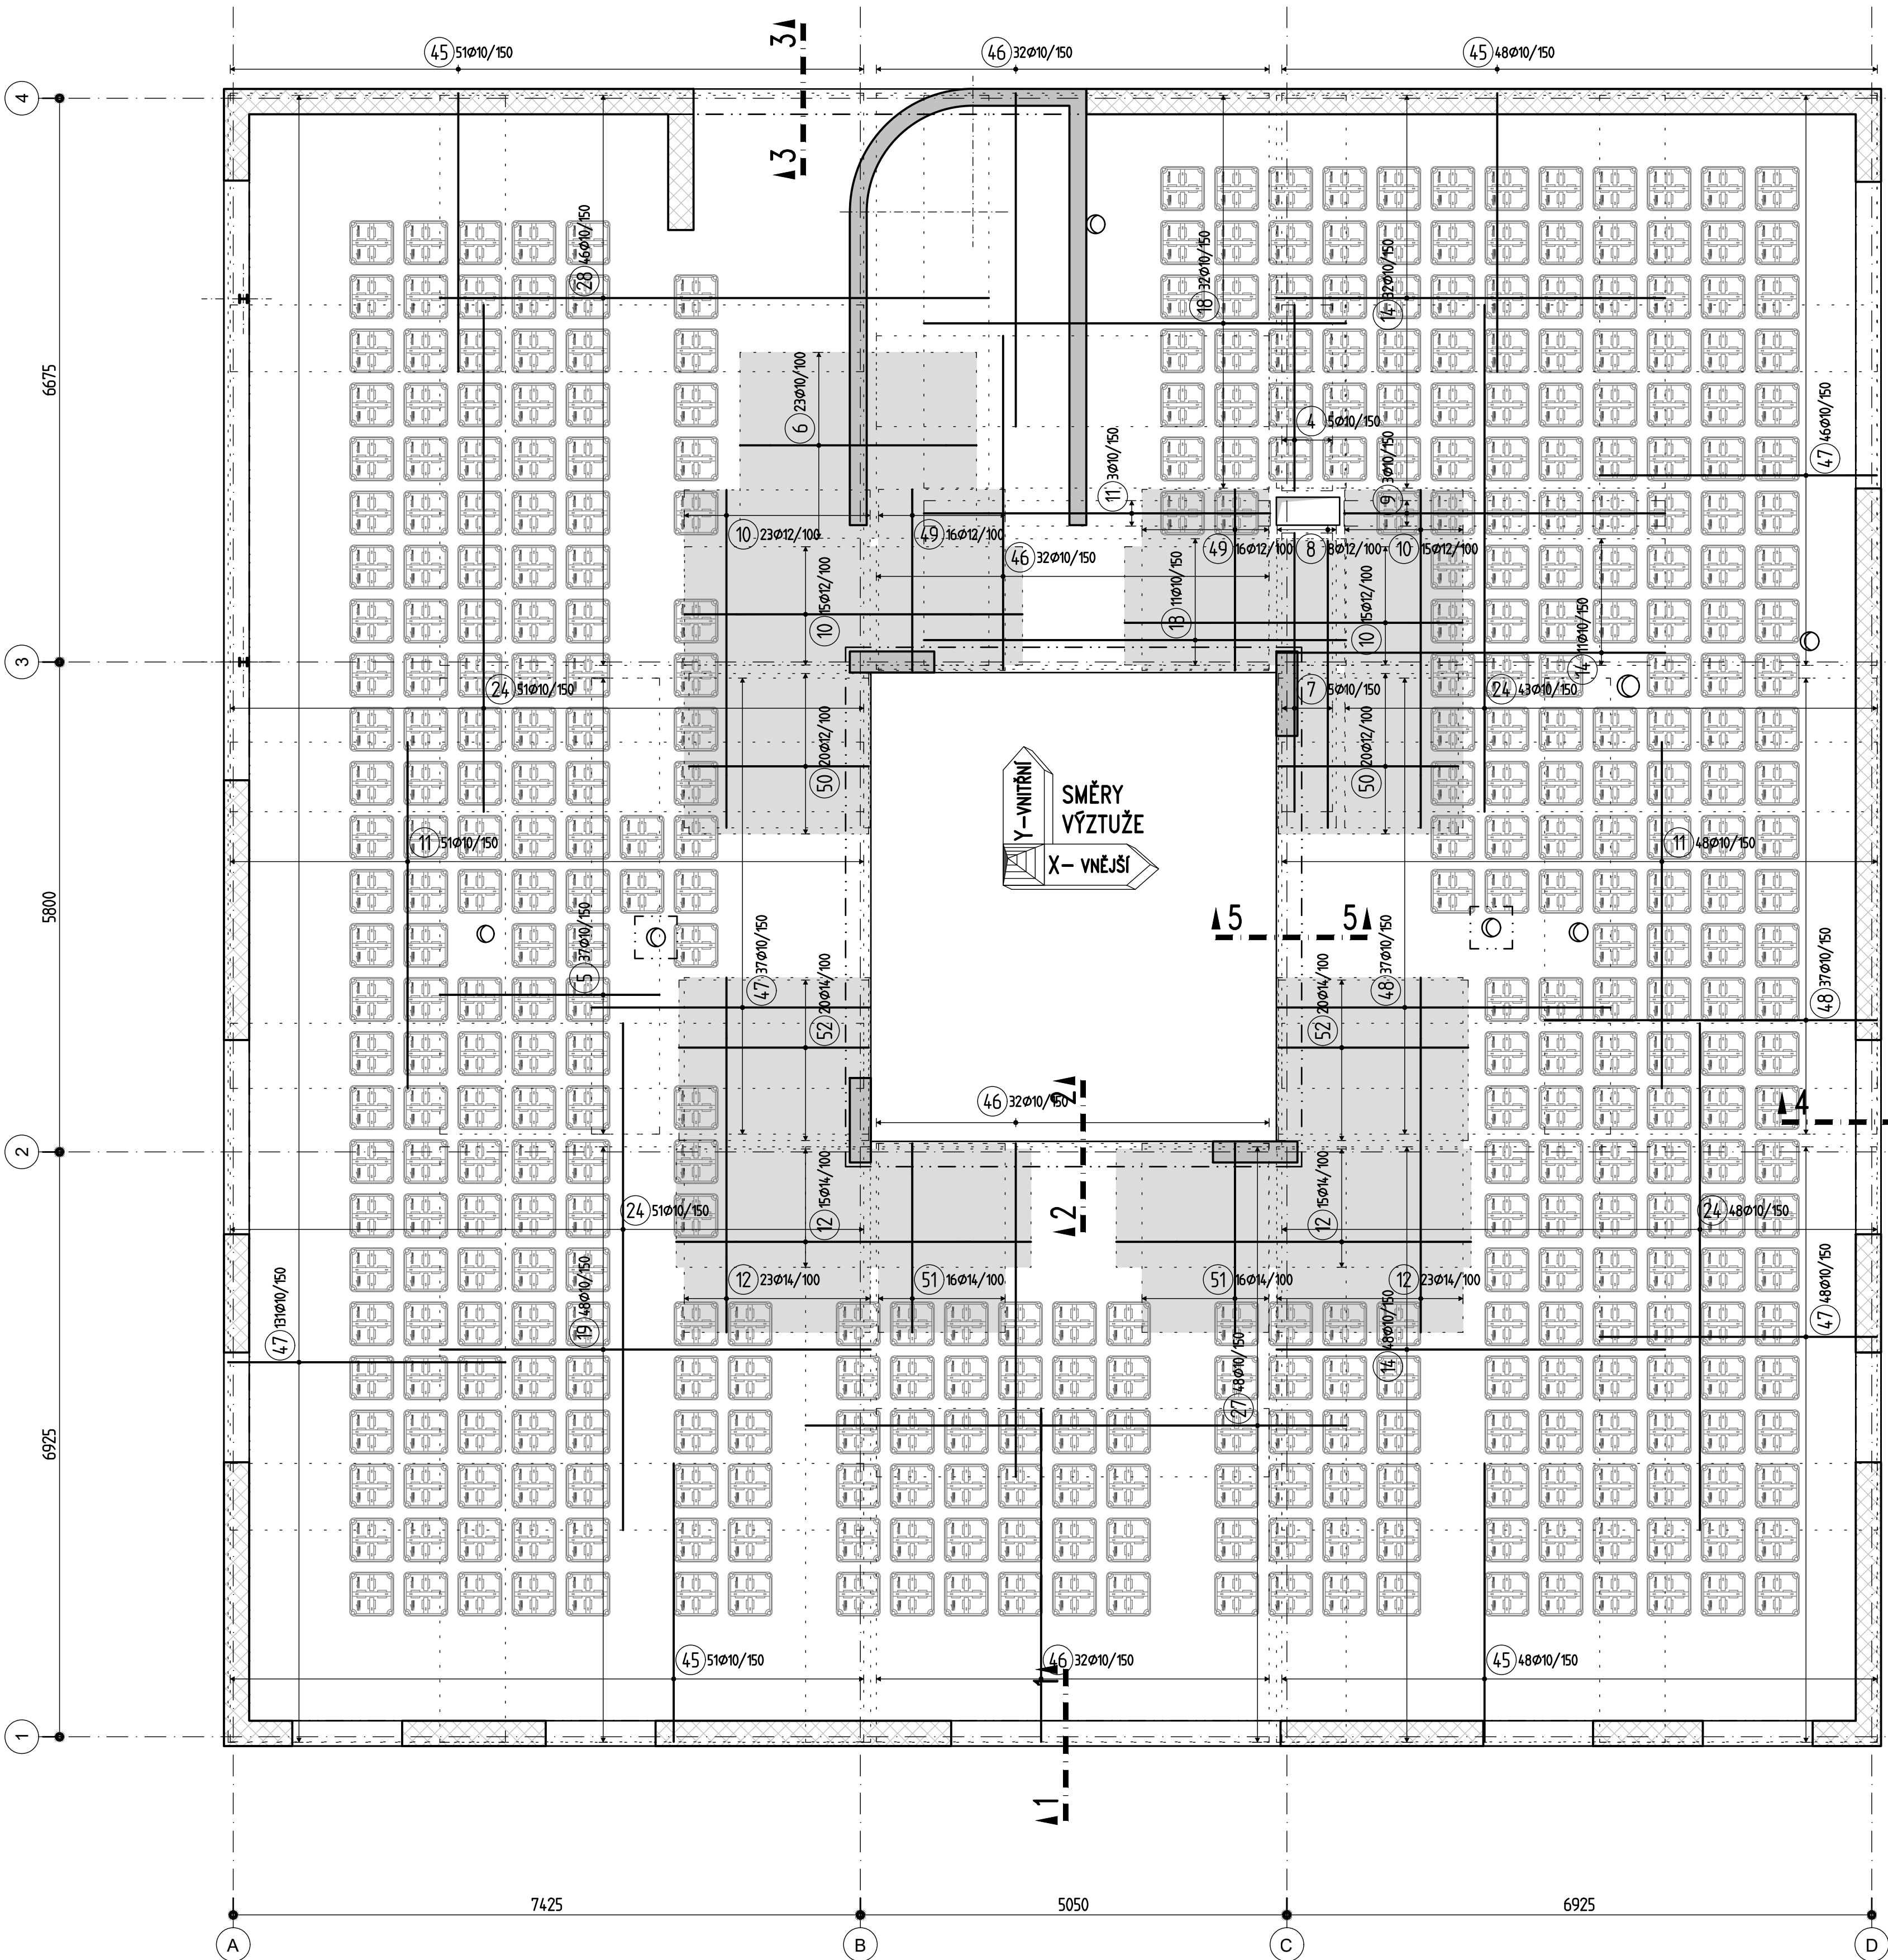 45 51Ø10/150
46 32Ø10/150
45 48Ø10/150
3
3
4
28 46Ø10/150
18 32Ø10/150
14 32Ø10/150
6675
6 23Ø10/100
4 5Ø10/150
11 3Ø10/150
9 3Ø10/150
47 46Ø10/150
10 23Ø12/100
49 16Ø12/100
46 32Ø10/150
49 16Ø12/100
8 8Ø12/100
10 15Ø12/100
10 15Ø12/100
18 11Ø10/150
10 15Ø12/100
14 11Ø10/150
3
24 51Ø10/150
7 5Ø10/150
24 43Ø10/150
50 20Ø12/100
50 20Ø12/100
Y-VNITŘNÍ
SMĚRY
VÝZTUŽE
X- VNĚJŠÍ
11 51Ø10/150
11 48Ø10/150
5800
5 5
5 37Ø10/150
47 37Ø10/150
52 20Ø14/100
52 20Ø14/100
48 37Ø10/150
48 37Ø10/150
46 32Ø10/150
2
2
4
2
24 51Ø10/150
12 15Ø14/100
12 15Ø14/100
24 48Ø10/150
12 23Ø14/100
51 16Ø14/100
51 16Ø14/100
12 23Ø14/100
47 131Ø10/150
19 48Ø10/150
27 48Ø10/150
14 48Ø10/150
47 48Ø10/150
6925
45 51Ø10/150
46 32Ø10/150
45 48Ø10/150
1
1
1
7425
5050
6925
A
B
C
D